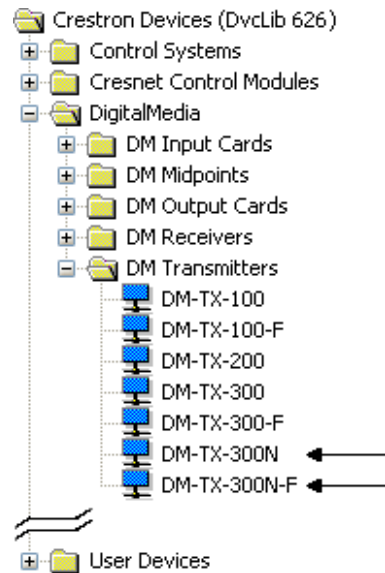 Crestron Devices (DvcLib 626)
Control Systems
Cresnet Control Modules
DigitalMedia
DM Input Cards
DM Midpoints
DM Output Cards
DM Receivers
DM Transmitters
DM-TX-100
DM-TX-100-F
DM-TX-200
DM-TX-300
DM-TX-300-F
DM-TX-300N
DM-TX-300N-F
User Devices